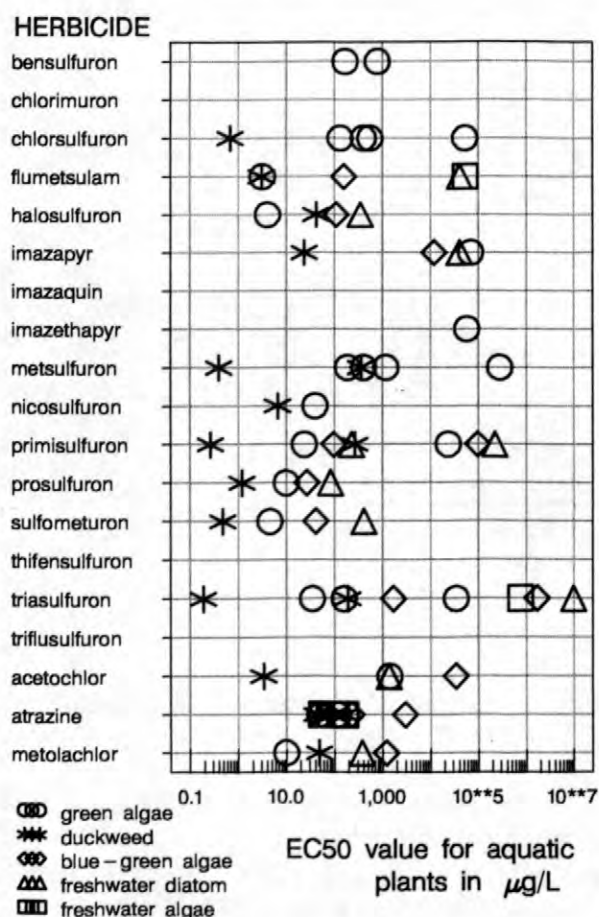 HERBICIDE
bensulfuron
chlorimuron
chlorsulfuron
flumetsulam
halosulfuron
imazapyr
imazaquin
imazethapyr
metsulfuron
nicosulfuron
primisulfuron
prosulfuron
sulfometuron
thifensulfuron
triasulfuron
triflusulfuron
acetochlor
atrazine
metolachlor
0.1 10.0 1,000 10**5 10**7
green algae
duckweed
blue-green algae
freshwater diatom
freshwater algae
EC50 value for aquatic
plants in µg/L